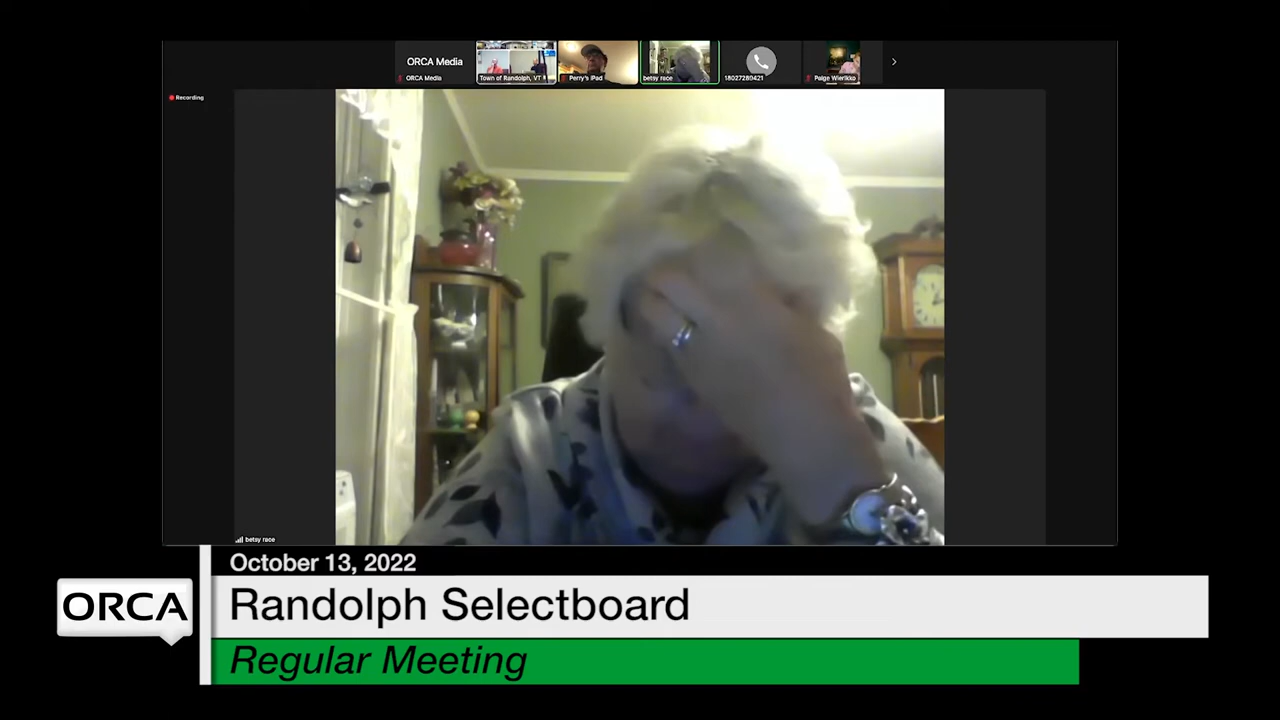 ORCA Media
ORCA Media
Town of Randolph, VT
Perry's iPad
betsy race
18027289421
Paige Wierikko
Recording
betsy race
October 13, 2022
ORCA
Randolph Selectboard
Regular Meeting